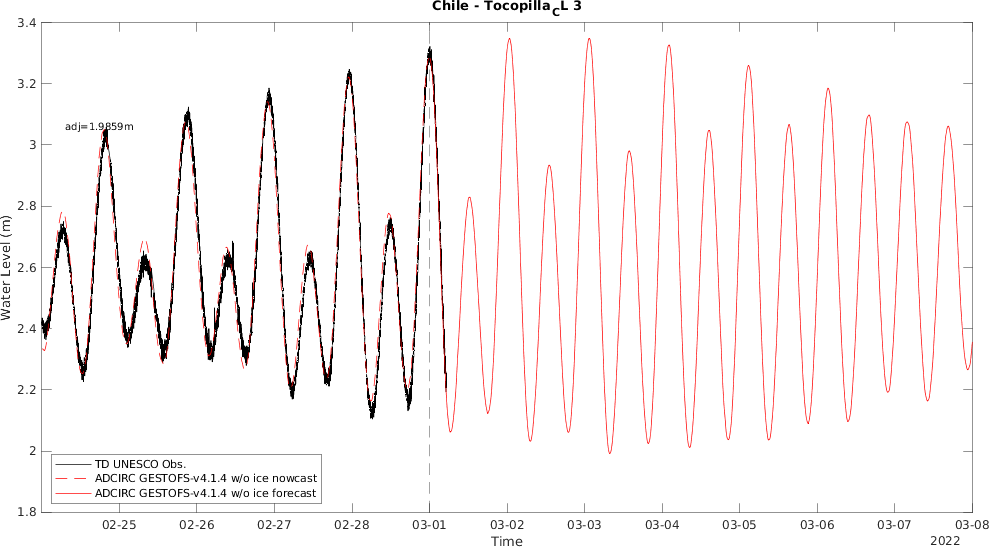 Chile - Tocopilla_CL 3
3.4
3.2
3
2.8
2.6
2.4
2.2
2
1.8
Water Level (m)
adj=1.9859m
TD UNESCO Obs.
ADCIRC GESTOFS-v4.1.4 w/o ice nowcast
ADCIRC GESTOFS-v4.1.4 w/o ice forecast
02-25 02-26 02-27 02-28 03-01 03-02 03-03 03-04 03-05 03-06 03-07 03-08
Time
2022